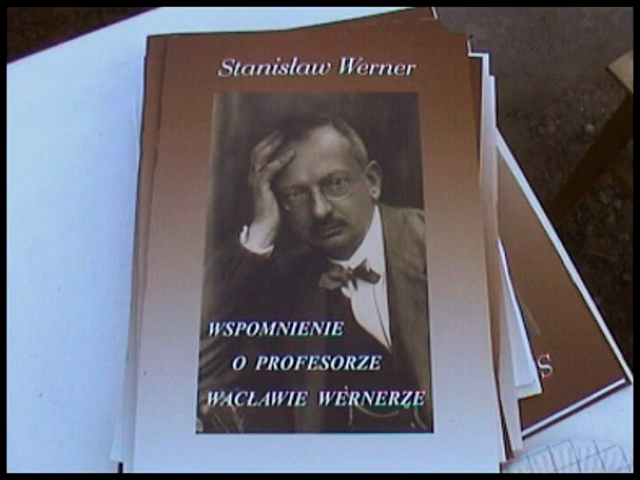 Stanisław Werner
WSPOMNIENIE
O PROFESORZE
WACŁAWIE WERNERZE
S